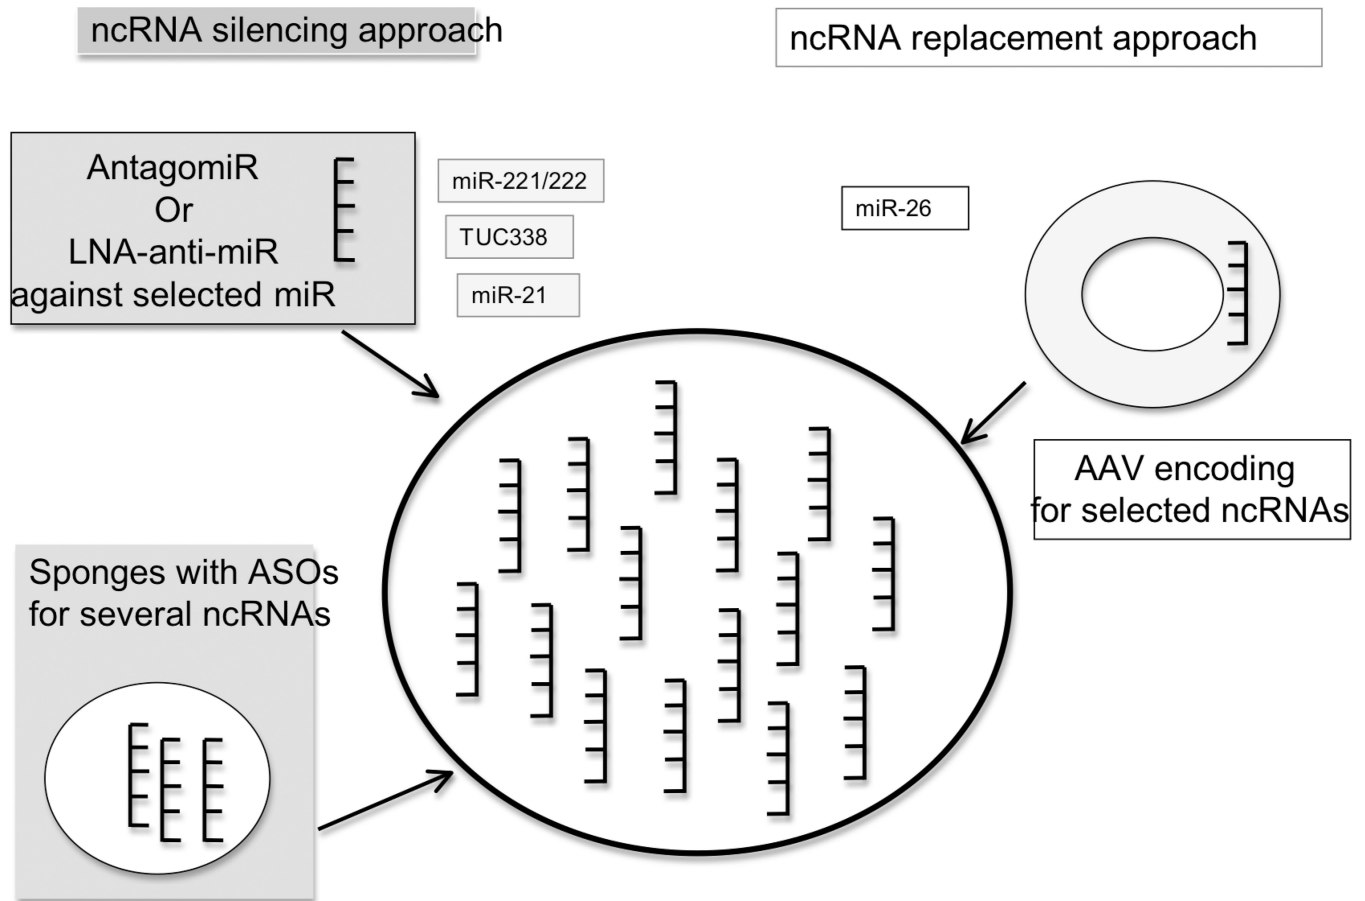 ncRNA silencing approach
ncRNA replacement approach
AntagomiR
Or
LNA-anti-miR
against selected miR
miR-221/222
TUC338
miR-21
miR-26
AAV encoding
for selected ncRNAs
Sponges with ASOs
for several ncRNAs